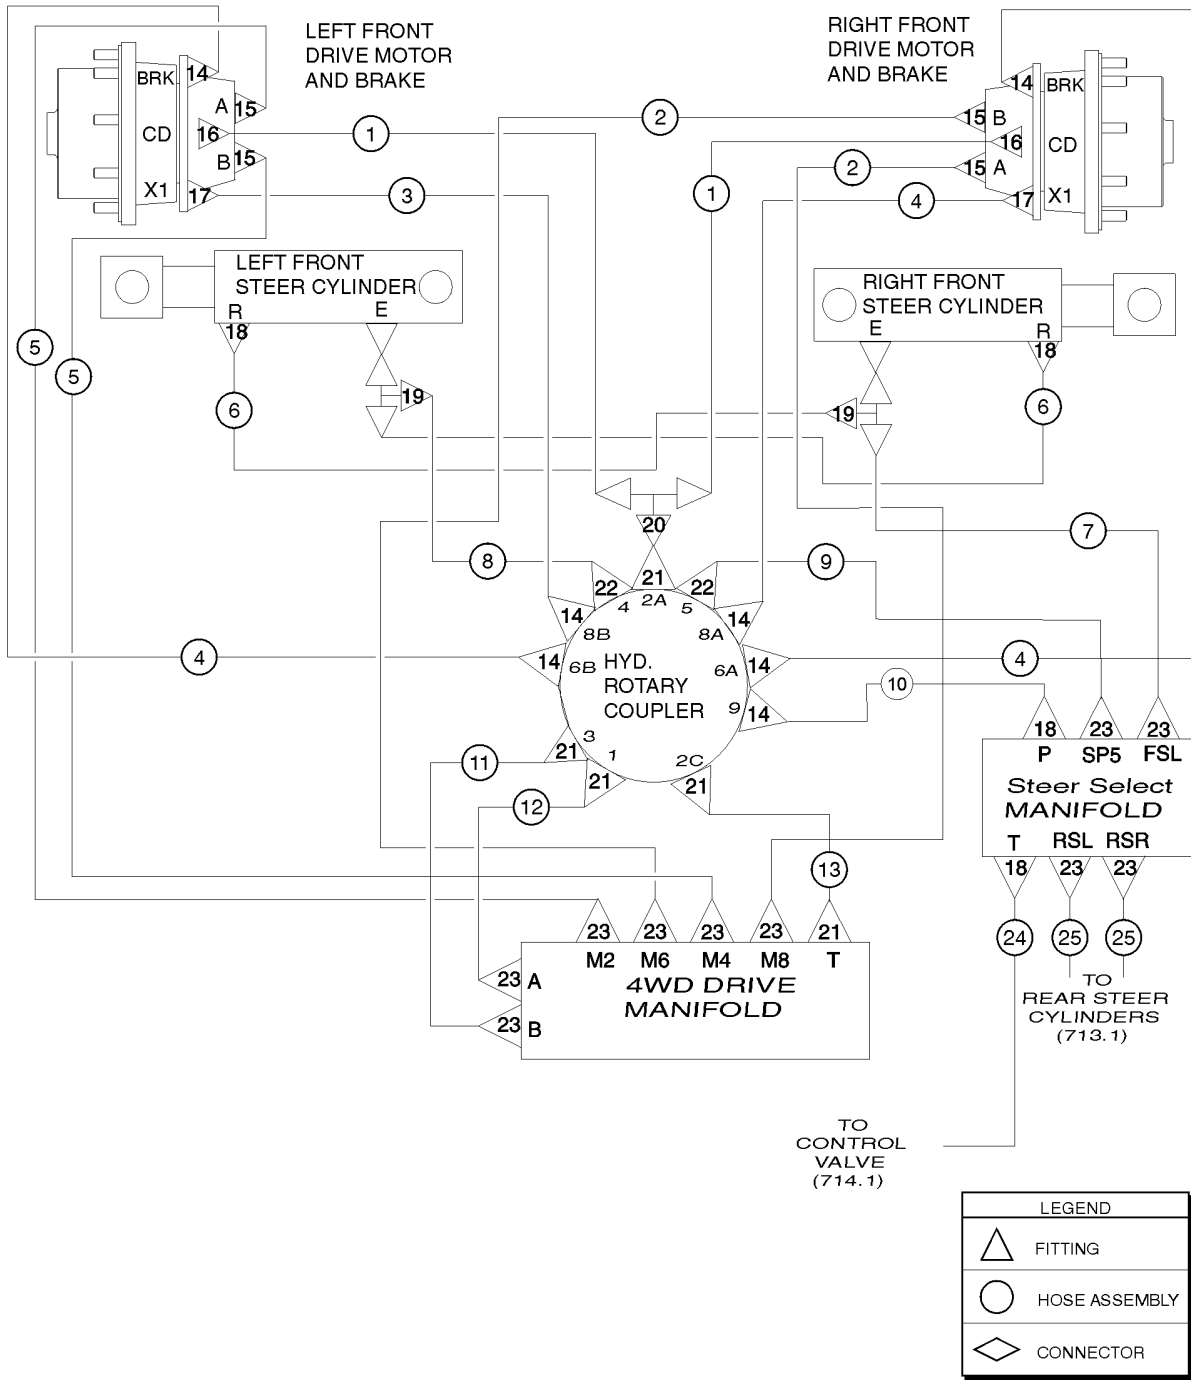 LEFT FRONT
DRIVE MOTOR
AND BRAKE
RIGHT FRONT
DRIVE MOTOR
AND BRAKE
BRK
14
A
15
CD
16
B
15
X1
17
1
3
2
2
1
4
14
BRK
15
B
16
CD
15
A
17
X1
LEFT FRONT
STEER CYLINDER
R
E
18
RIGHT FRONT
STEER CYLINDER
E
R
18
5
5
6
19
19
6
20
7
8
9
22
21
22
4
2A
5
14
14
8B
8A
4
14
6B
6A
14
4
HYD.
ROTARY
COUPLER
9
14
10
3
21
1
21
2C
21
11
12
13
18
23
23
P
SP5
FSL
Steer Select
MANIFOLD
T
RSL
RSR
18
23
23
24
25
25
TO
REAR STEER
CYLINDERS
(713.1)
23
23
23
23
21
M2
M6
M4
M8
T
23
A
23
B
4WD DRIVE
MANIFOLD
TO
CONTROL
VALVE
(714.1)
LEGEND
FITTING
HOSE ASSEMBLY
CONNECTOR